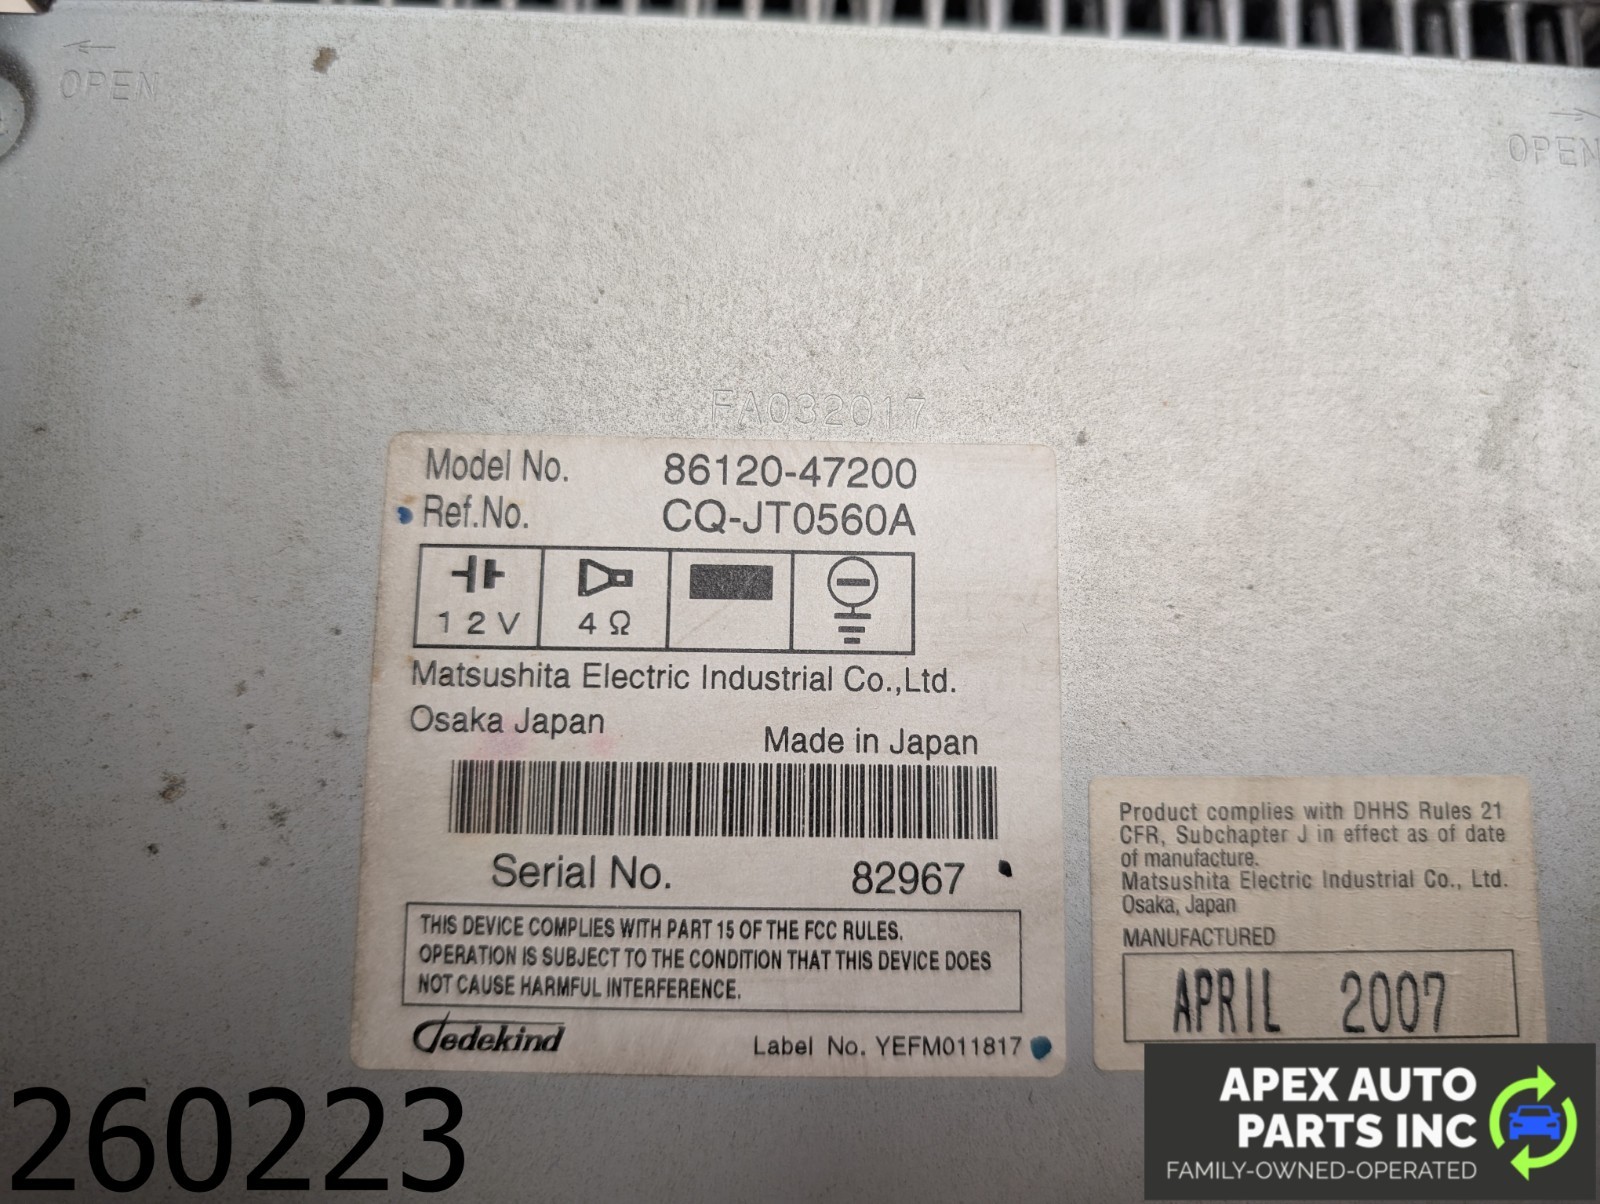 OPEN
OPEN
FA032017
Model No. 86120-47200
Ref.No. CQ-JT0560A
12V
4Ω
Matsushita Electric Industrial Co.,Ltd.
Osaka Japan
Made in Japan
Serial No. 82967
THIS DEVICE COMPLIES WITH PART 15 OF THE FCC RULES.
OPERATION IS SUBJECT TO THE CONDITION THAT THIS DEVICE DOES
NOT CAUSE HARMFUL INTERFERENCE.
Jedekind
Label No. YEFM011817
Product complies with DHHS Rules 21
CFR, Subchapter J in effect as of date
of manufacture.
Matsushita Electric Industrial Co., Ltd.
Osaka, Japan
MANUFACTURED
APRIL 2007
260223
APEX AUTO
PARTS INC
FAMILY-OWNED-OPERATED